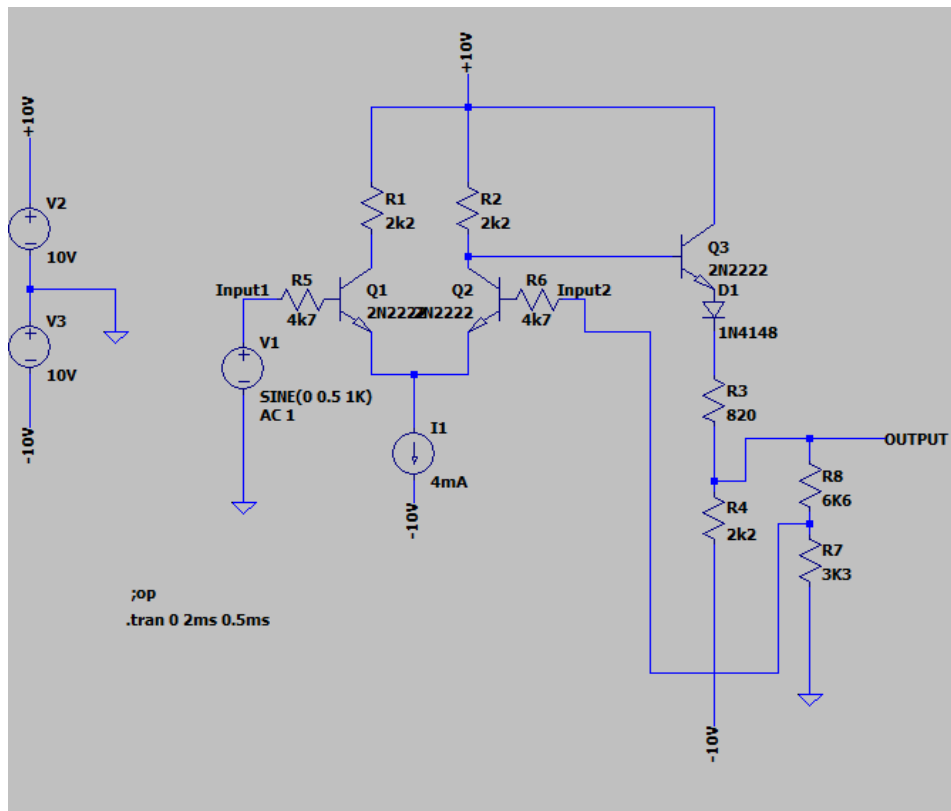 +10V
+10V
V2
10V
V3
10V
-10V
R1
2k2
R2
2k2
Q3
2N2222
D1
1N4148
Input1
R5
4k7
Q1
2N2222
Q2
2N2222
R6
4k7
Input2
V1
SINE(0 0.5 1K)
AC 1
R3
820
I1
4mA
-10V
OUTPUT
R8
6K6
R4
2k2
R7
3K3
;op
.tran 0 2ms 0.5ms
-10V